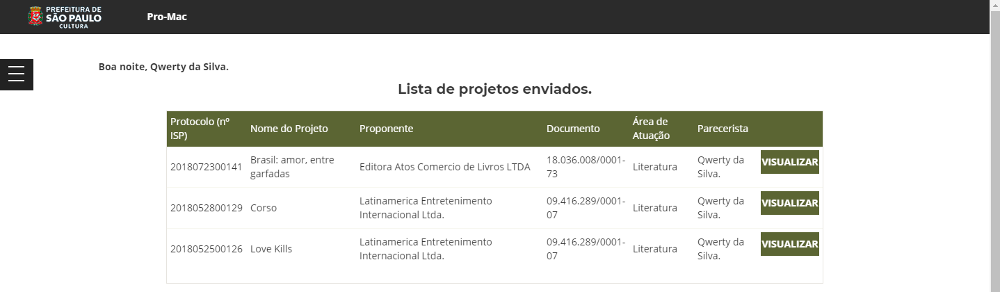 PREFEITURA DE
SÃO PAULO
CULTURA
Pro-Mac
Boa noite, Qwerty da Silva.
Lista de projetos enviados.
Protocolo (nº
ISP)
Nome do Projeto
Proponente
Documento
Área de
Atuação
Parecerista
2018072300141
Brasil: amor, entre
garfadas
Editora Atos Comercio de Livros LTDA
18.036.008/0001-
73
Literatura
Qwerty da
Silva.
VISUALIZAR
2018052800129
Corso
Latinamerica Entretenimento
Internacional Ltda.
09.416.289/0001-
07
Literatura
Qwerty da
Silva.
VISUALIZAR
2018052500126
Love Kills
Latinamerica Entretenimento
Internacional Ltda.
09.416.289/0001-
07
Literatura
Qwerty da
Silva.
VISUALIZAR